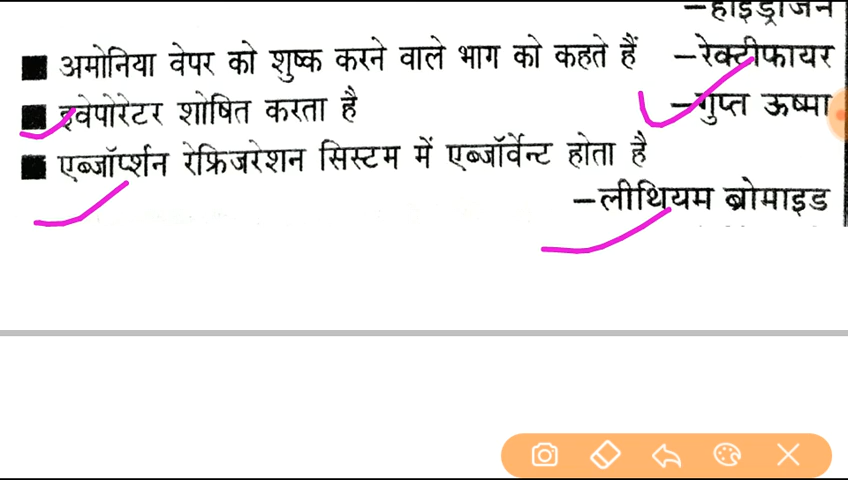 –हाइड्रोजन
■ अमोनिया वेपर को शुष्क करने वाले भाग को कहते हैं –रेक्टीफायर
■ इवेपोरेटर शोषित करता है –गुप्त ऊष्मा
■ एब्जॉर्प्शन रेफ्रिजरेशन सिस्टम में एब्जॉर्वेन्ट होता है
–लीथियम ब्रोमाइड